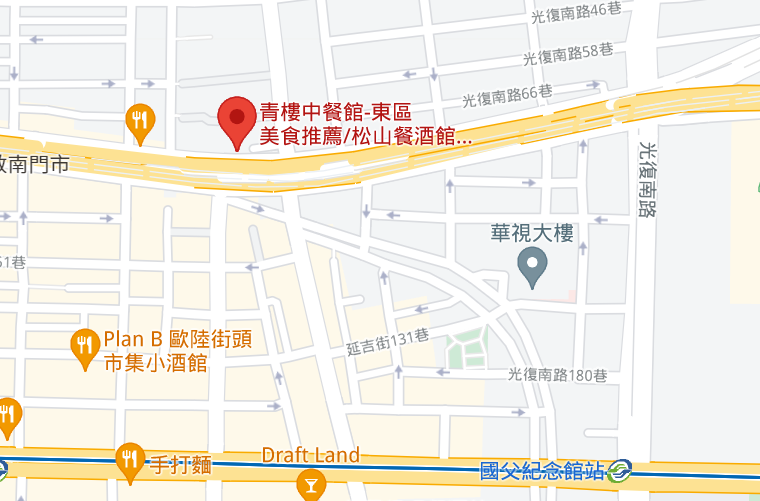 光復南路46巷
光復南路58巷
光復南路66巷
青樓中餐館-東區
美食推薦/松山餐酒館...
南門市
光復南路
華視大樓
51巷
Plan B 歐陸街頭
市集小酒館
延吉街131巷
光復南路180巷
Draft Land
手打麵
國父紀念館站